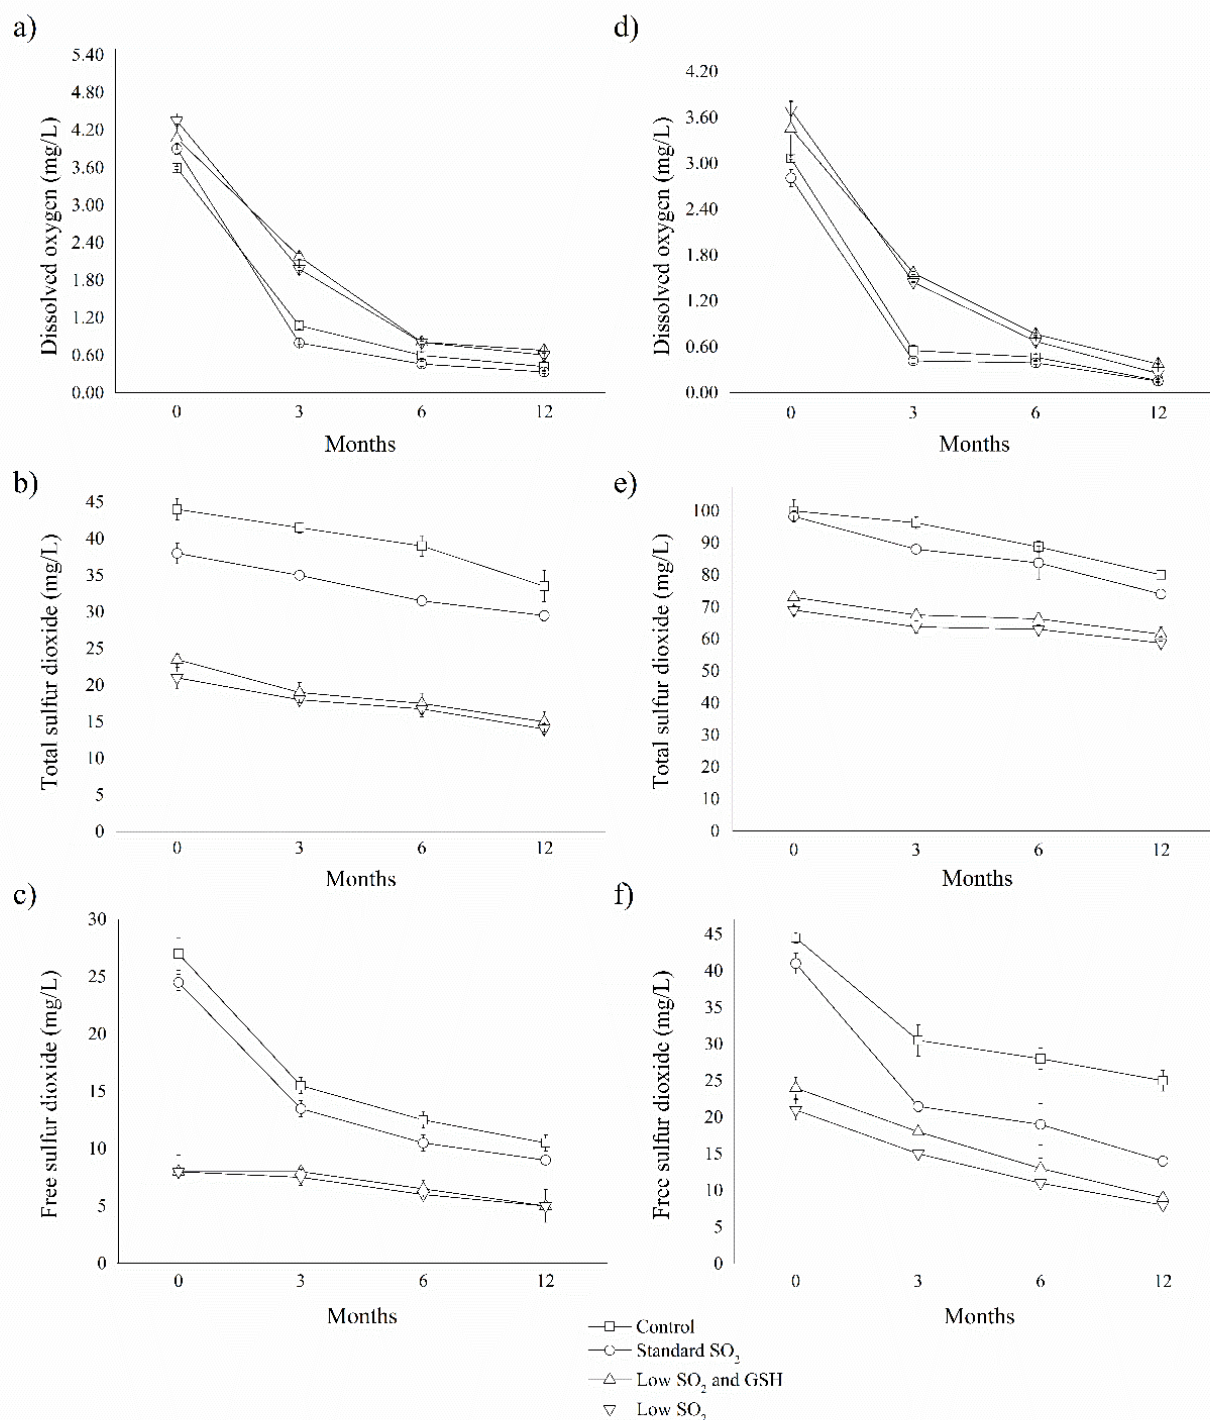 a)
Dissolved oxygen (mg/L)
5.40
4.80
4.20
3.60
3.00
2.40
1.80
1.20
0.60
0.00
0 3 6 12
Months
d)
Dissolved oxygen (mg/L)
4.20
3.60
3.00
2.40
1.80
1.20
0.60
0.00
0 3 6 12
Months
b)
Total sulfur dioxide (mg/L)
45
40
35
30
25
20
15
10
5
0
0 3 6 12
Months
e)
Total sulfur dioxide (mg/L)
100
90
80
70
60
50
40
30
20
10
0
0 3 6 12
Months
c)
Free sulfur dioxide (mg/L)
30
25
20
15
10
5
0
0 3 6 12
Months
f)
Free sulfur dioxide (mg/L)
45
40
35
30
25
20
15
10
5
0
0 3 6 12
Months
Control
Standard SO₂
Low SO₂ and GSH
Low SO₂